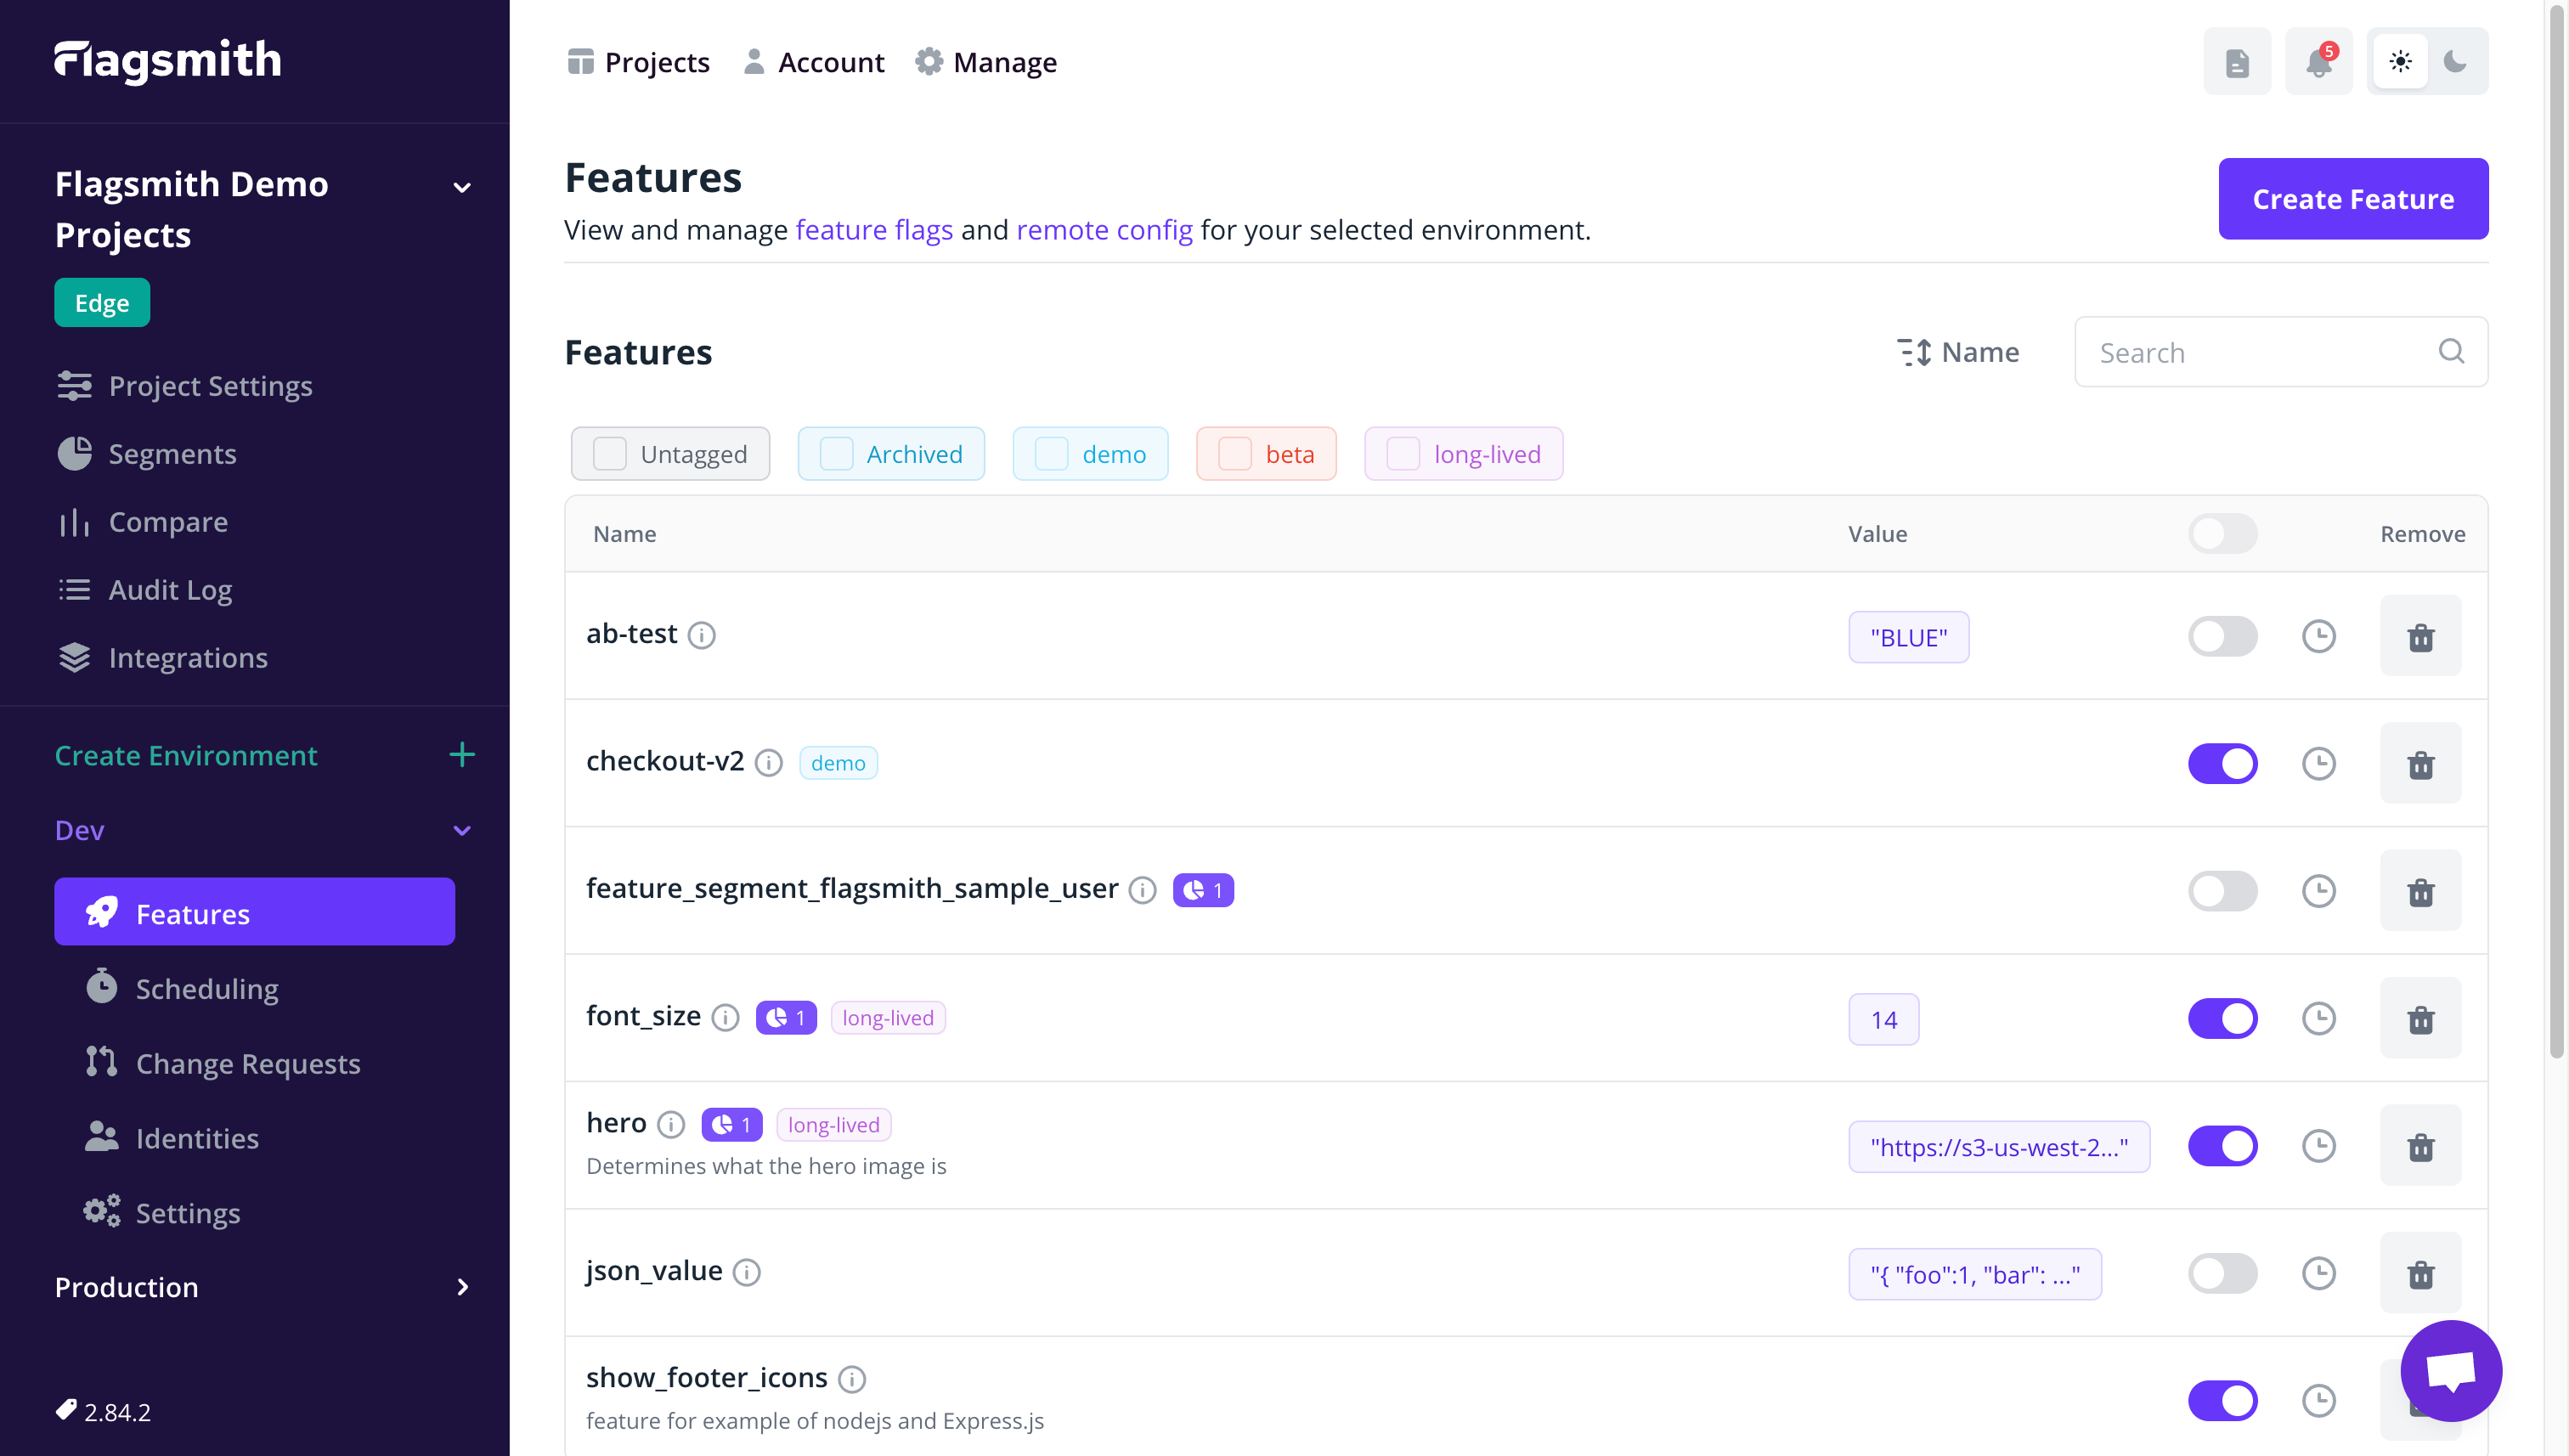 Flagsmith
Flagsmith Demo
Projects
Edge
Project Settings
Segments
Compare
Audit Log
Integrations
Create Environment
Dev
Features
Scheduling
Change Requests
Identities
Settings
Production
2.84.2
Projects Account Manage
5
Features
View and manage feature flags and remote config for your selected environment.
Create Feature
Features
Name
Search
Untagged Archived demo beta long-lived
Name Value Remove
ab-test "BLUE"
checkout-v2 demo
feature_segment_flagsmith_sample_user 1
font_size 1 long-lived 14
hero 1 long-lived
Determines what the hero image is
"https://s3-us-west-2..."
json_value "{ "foo":1, "bar": ..."
show_footer_icons
feature for example of nodejs and Express.js